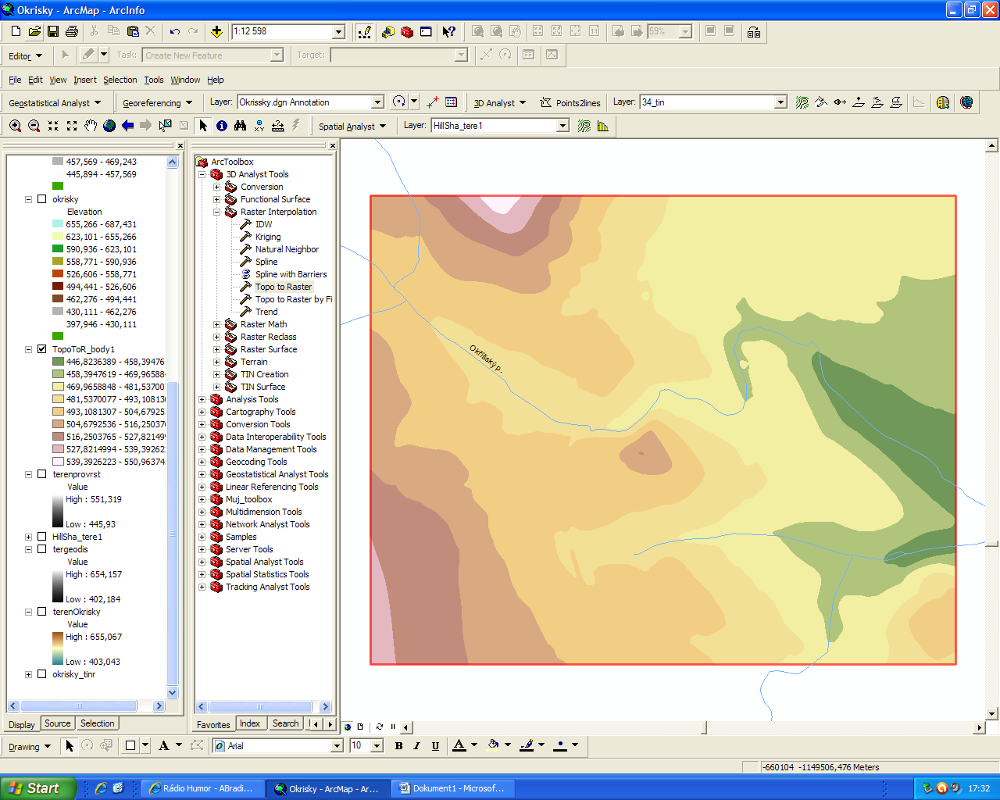 Okrisky - ArcMap - ArcInfo
1:12 598
59%
Editor
Task:
Create New Feature
Target:
File Edit View Insert Selection Tools Window Help
Geostatistical Analyst
Georeferencing
Layer:
Okrissky.dgn Annotation
3D Analyst
Points2lines
Layer:
34_tin
Spatial Analyst
Layer:
HillSha_tere1
457,569 - 469,243
445,894 - 457,569
okrisky
Elevation
655,266 - 687,431
623,101 - 655,266
590,936 - 623,101
558,771 - 590,936
526,606 - 558,771
494,441 - 526,606
462,276 - 494,441
430,111 - 462,276
397,946 - 430,111
TopoToR_body1
446,8236389 - 458,39476
458,3947619 - 469,96588
469,9658848 - 481,53700
481,5370077 - 493,10813
493,1081307 - 504,67925
504,6792536 - 516,25037
516,2503765 - 527,82149
527,8214994 - 539,39262
539,3926223 - 550,96374
terenprovrst
Value
High : 551,319
Low : 445,93
HillSha_tere1
tergeodis
Value
High : 654,157
Low : 402,184
terenOkrisky
Value
High : 655,067
Low : 403,043
okrisky_tinr
Display Source Selection
ArcToolbox
3D Analyst Tools
Conversion
Functional Surface
Raster Interpolation
IDW
Kriging
Natural Neighbor
Spline
Spline with Barriers
Topo to Raster
Topo to Raster by Fi
Trend
Raster Math
Raster Reclass
Raster Surface
Terrain
TIN Creation
TIN Surface
Analysis Tools
Cartography Tools
Conversion Tools
Data Interoperability Tools
Data Management Tools
Geocoding Tools
Geostatistical Analyst Tools
Linear Referencing Tools
Muj_toolbox
Multidimension Tools
Network Analyst Tools
Samples
Server Tools
Spatial Analyst Tools
Spatial Statistics Tools
Tracking Analyst Tools
Favorites Index Search
Okříšský p.
Drawing
A
Arial
10
B I U A
-660104 -1149506,476 Meters
Start
Rádio Humor - ABradi...
Okrisky - ArcMap - Ar...
Dokument1 - Microsof...
17:32